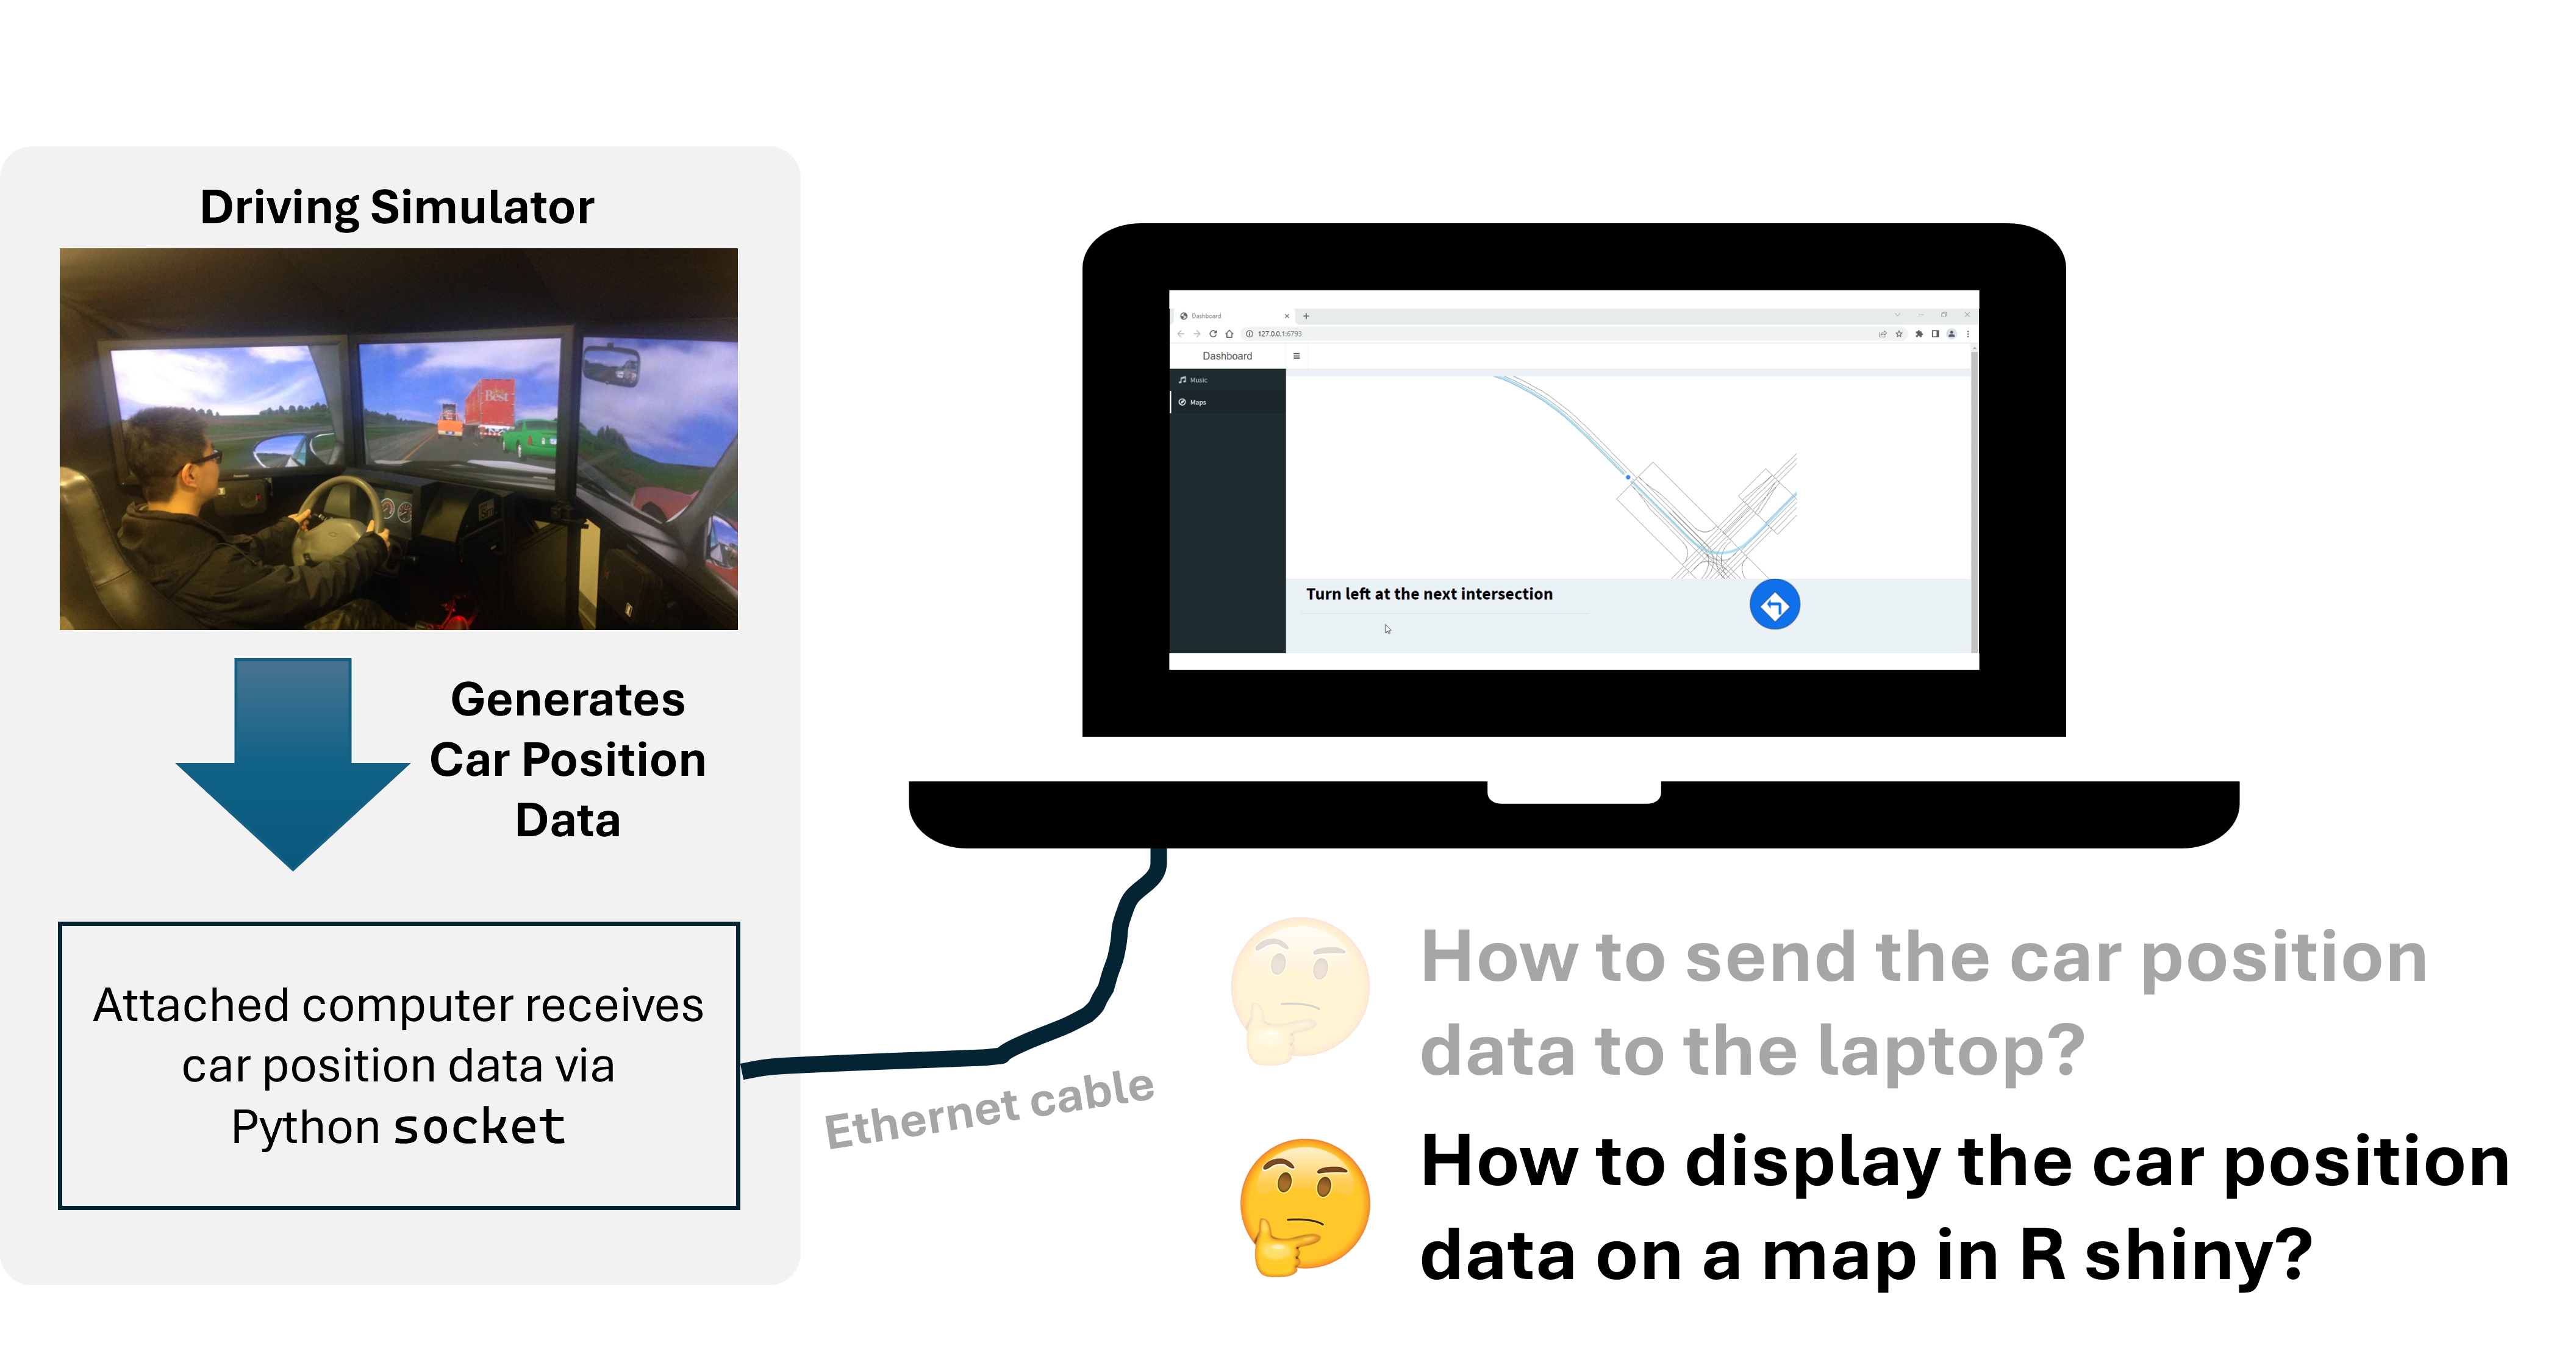 Driving Simulator
Best
Generates
Car Position
Data
Attached computer receives
car position data via
Python socket
Ethernet cable
Dashboard
127.0.0.1:6793
Dashboard
Music
Maps
Turn left at the next intersection
How to send the car position
data to the laptop?
How to display the car position
data on a map in R shiny?